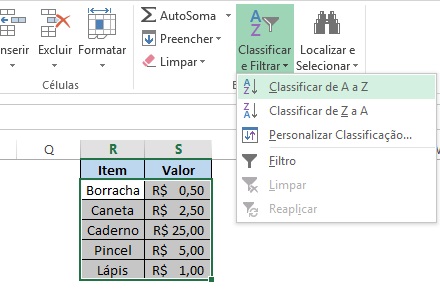 AutoSoma
Preencher
Limpar
nserir Excluir Formatar
Classificar e Filtrar
Localizar e Selecionar
Células
Classificar de A a Z
Classificar de Z a A
Personalizar Classificação...
Filtro
Limpar
Reaplicar
Q R S
Item Valor
Borracha R$ 0,50
Caneta R$ 2,50
Caderno R$ 25,00
Pincel R$ 5,00
Lápis R$ 1,00